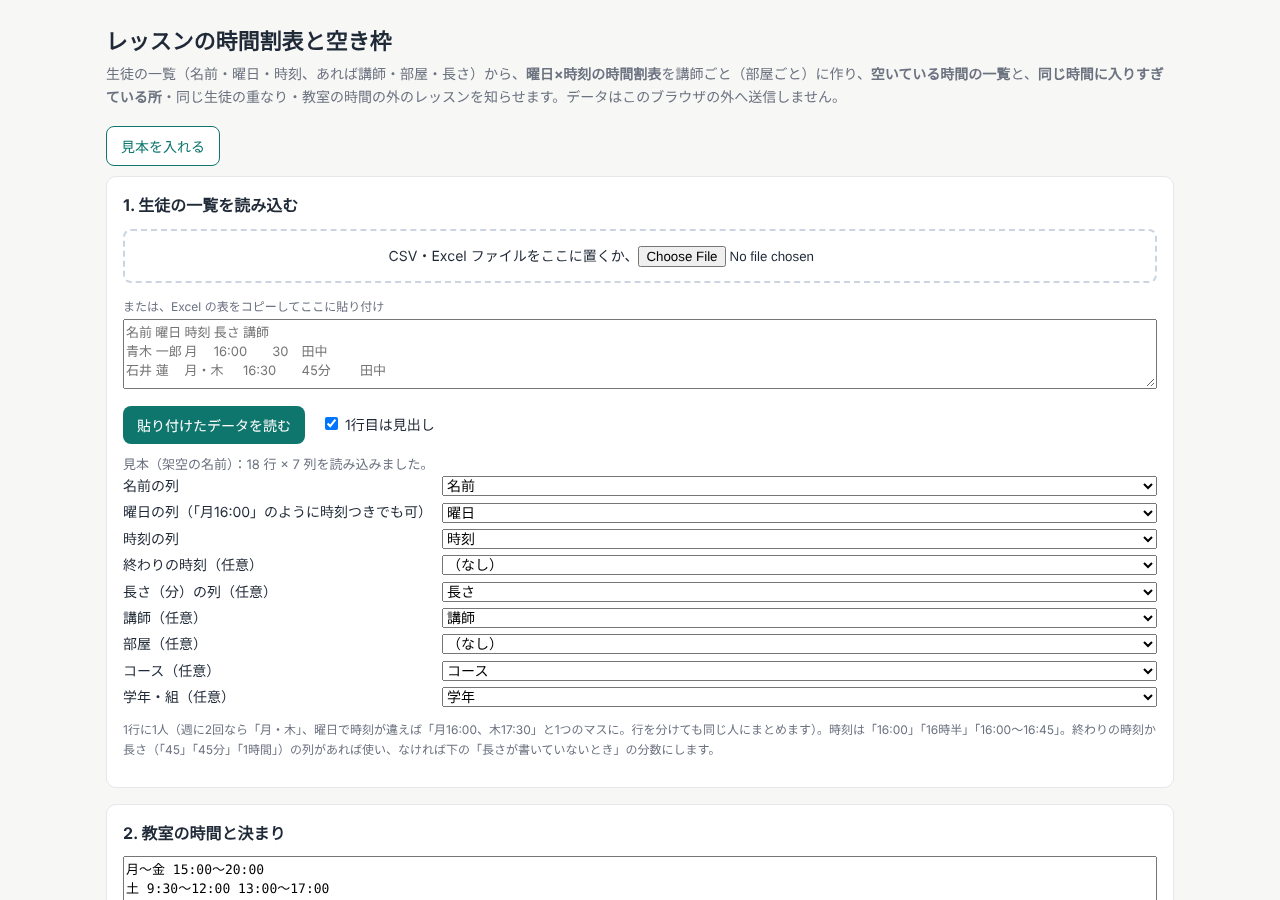 レッスンの時間割表と空き枠
生徒の一覧（名前・曜日・時刻、あれば講師・部屋・長さ）から、曜日×時刻の時間割表を講師ごと（部屋ごと）に作り、空いている時間の一覧と、同じ時間に入りすぎ
ている所・同じ生徒の重なり・教室の時間の外のレッスンを知らせます。データはこのブラウザの外へ送信しません。
見本を入れる
1. 生徒の一覧を読み込む
CSV・Excel ファイルをここに置くか、 Choose File No file chosen
または、Excel の表をコピーしてここに貼り付け
名前 曜日 時刻 長さ 講師
青木 一郎 月 16:00 30 田中
石井 蓮 月・木 16:30 45分 田中
貼り付けたデータを読む 1行目は見出し
見本（架空の名前）：18 行 × 7 列を読み込みました。
名前の列 名前
曜日の列（「月16:00」のように時刻つきでも可） 曜日
時刻の列 時刻
終わりの時刻（任意） （なし）
長さ（分）の列（任意） 長さ
講師（任意） 講師
部屋（任意） （なし）
コース（任意） コース
学年・組（任意） 学年
1行に1人（週に2回なら「月・木」、曜日で時刻が違えば「月16:00、木17:30」と1つのマスに。行を分けても同じ人にまとめます）。時刻は「16:00」「16時半」「16:00〜16:45」。終わりの時刻か
長さ（「45」「45分」「1時間」）の列があれば使い、なければ下の「長さが書いていないとき」の分数にします。
2. 教室の時間と決まり
月〜金 15:00〜20:00
土 9:30〜12:00 13:00〜17:00